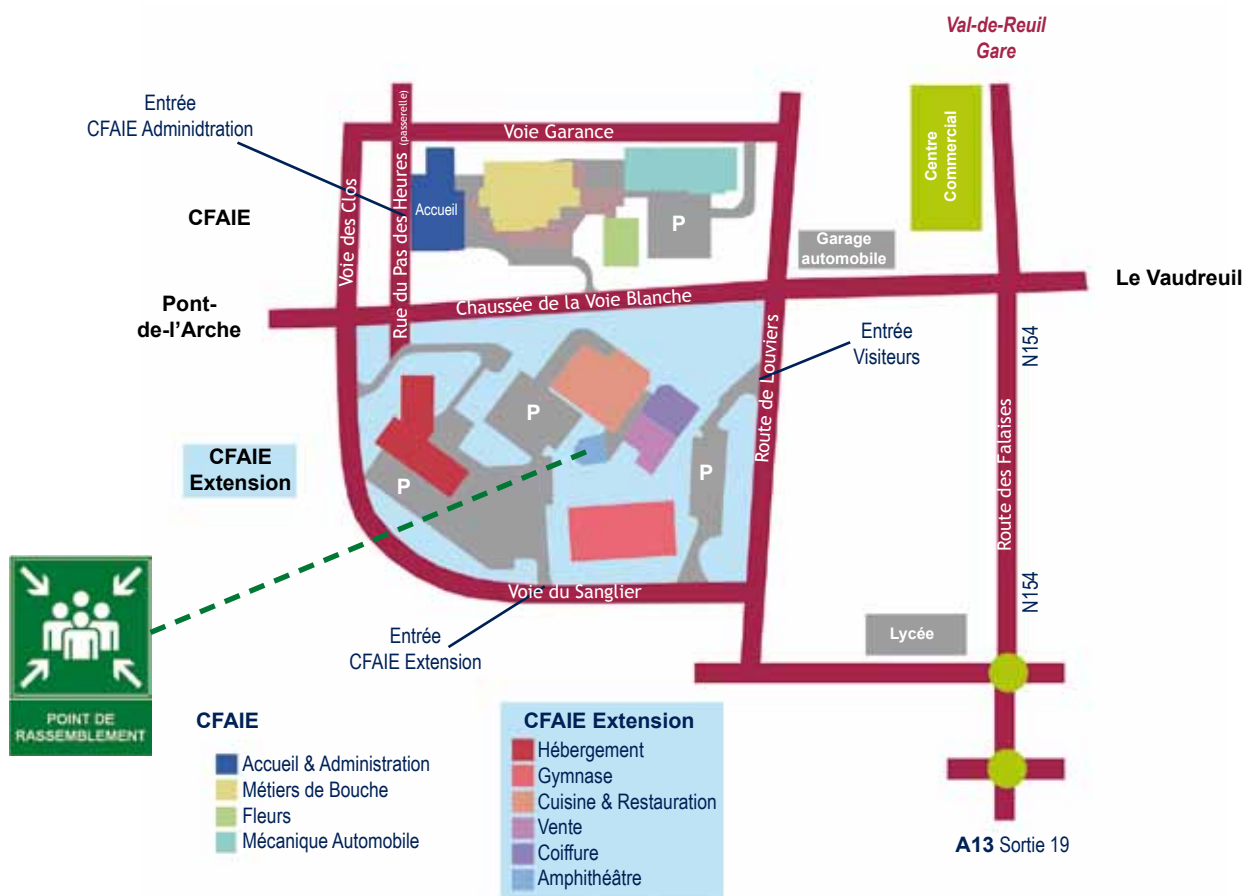 Val-de-Reuil
Gare
Entrée
CFAIE Adminidtration
Voie Garance
Rue du Pas des Heures (passerelle)
Voie des Clos
Centre
Commercial
CFAIE
Accueil
P
Garage
automobile
Le Vaudreuil
Pont-
de-l'Arche
Chaussée de la Voie Blanche
Entrée
Visiteurs
N154
Route de Louviers
P
CFAIE
Extension
P
P
Route des Falaises
N154
Voie du Sanglier
Entrée
CFAIE Extension
Lycée
POINT DE
RASSEMBLEMENT
CFAIE
Accueil & Administration
Métiers de Bouche
Fleurs
Mécanique Automobile
CFAIE Extension
Hébergement
Gymnase
Cuisine & Restauration
Vente
Coiffure
Amphithéâtre
A13 Sortie 19